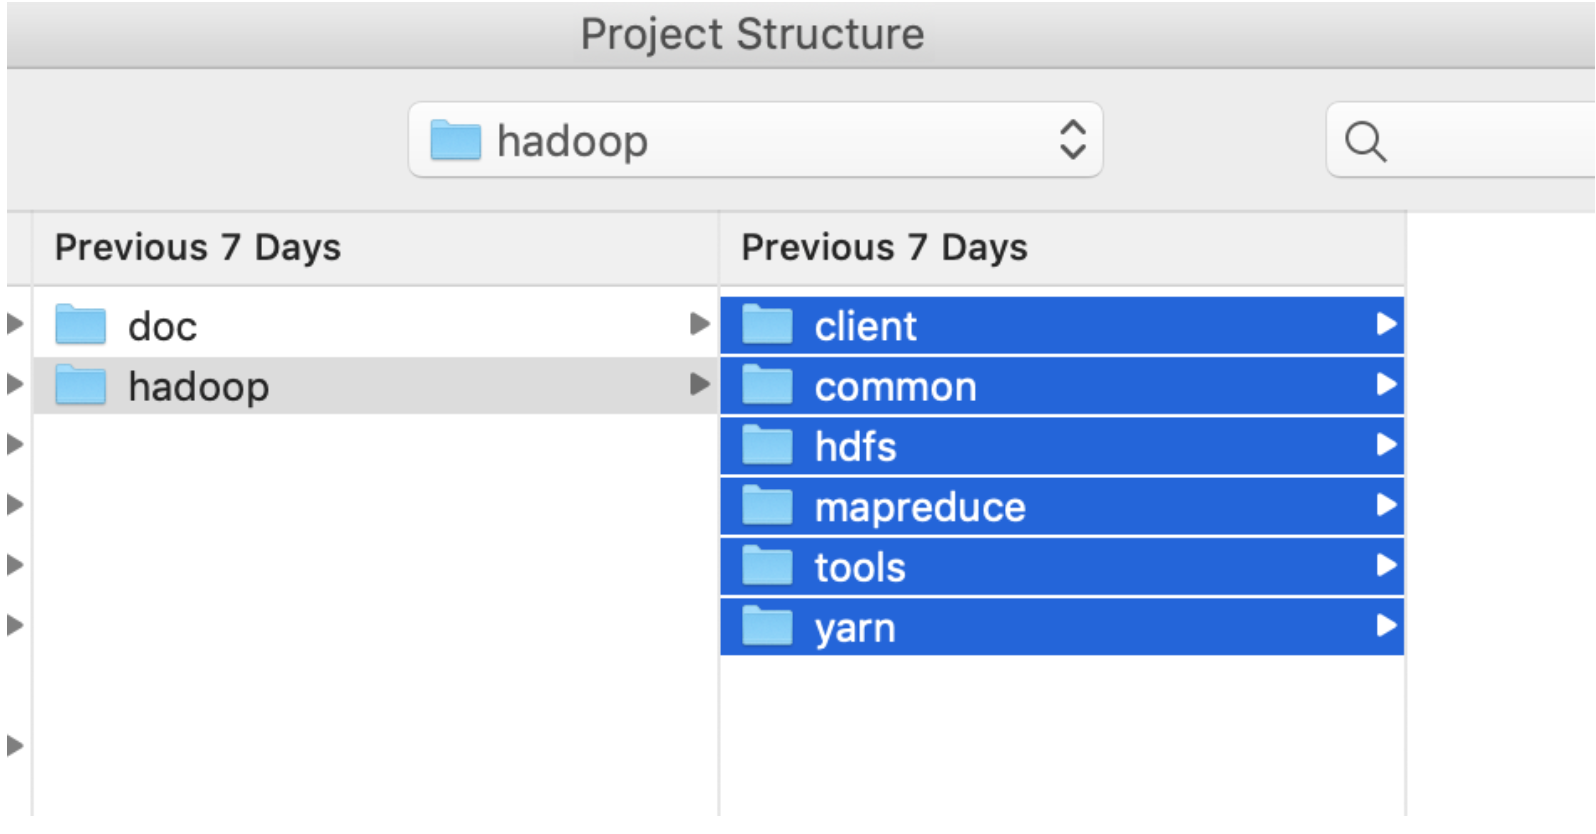 Project Structure
hadoop
Previous 7 Days
doc
hadoop
Previous 7 Days
client
common
hdfs
mapreduce
tools
yarn